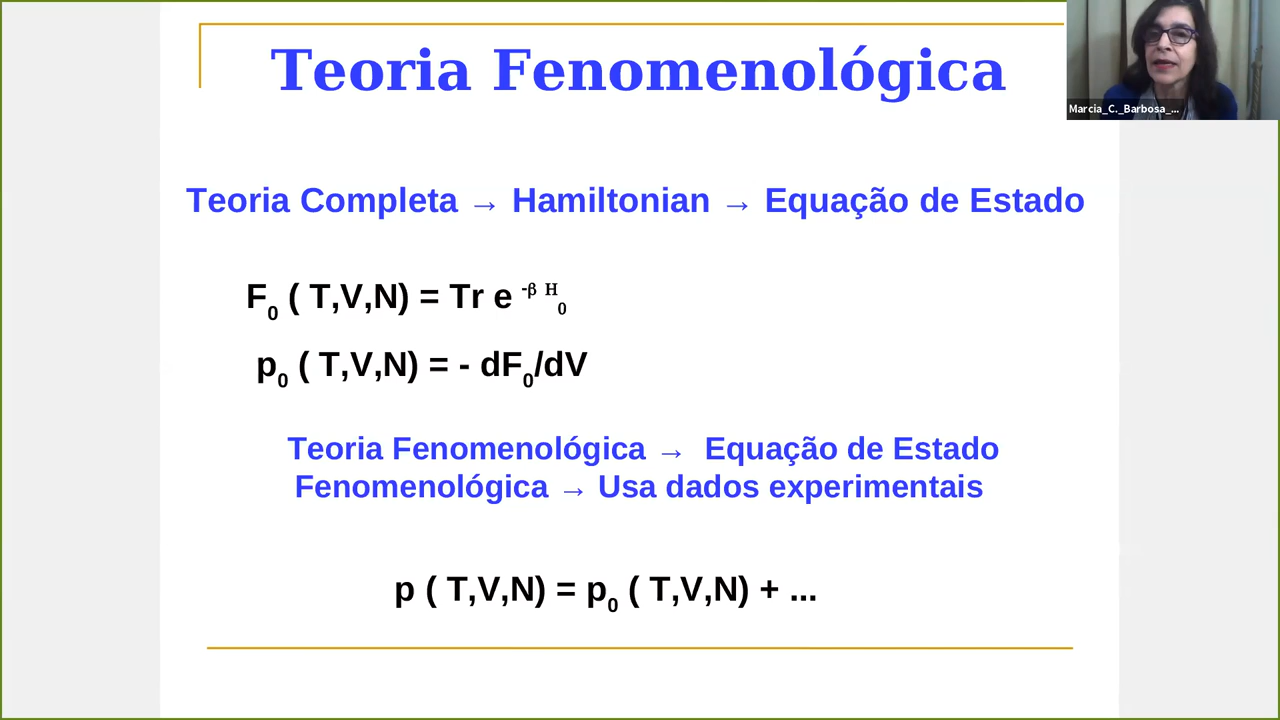 Teoria Fenomenológica
Marcia_C._Barbosa_...
Teoria Completa → Hamiltonian → Equação de Estado
F₀ ( T,V,N) = Tr e ⁻ᵝ ᴴ₀
p₀ ( T,V,N) = - dF₀/dV
Teoria Fenomenológica → Equação de Estado
Fenomenológica → Usa dados experimentais
p ( T,V,N) = p₀ ( T,V,N) + ...